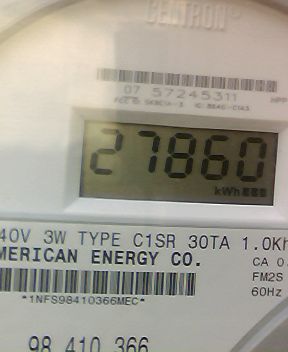 CENTRON®
07 57245311
27860
kWh
40V 3W TYPE C1SR 30TA 1.0Kh
MERICAN ENERGY CO.
CA 0.
FM2S
60Hz
*1NFS98410366MEC*
98 410 366